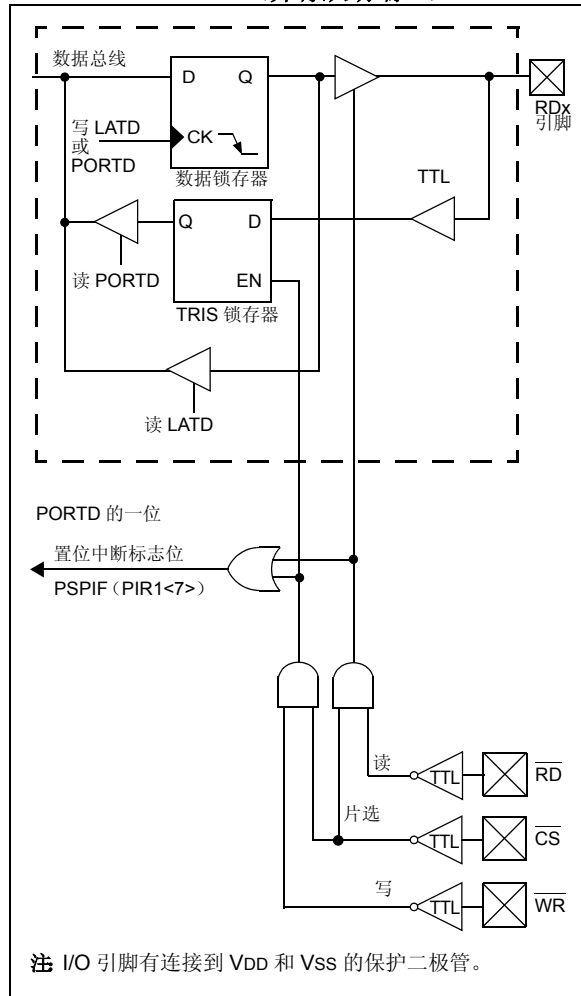 数据总线
D Q
RDx
引脚
写 LATD
或
PORTD
CK
数据锁存器
TTL
Q D
读 PORTD
EN
TRIS 锁存器
读 LATD
PORTD 的一位
置位中断标志位
PSPIF（PIR1<7>）
读
TTL
RD
片选
TTL
CS
写
TTL
WR
注 I/O 引脚有连接到 VDD 和 VSS 的保护二极管。